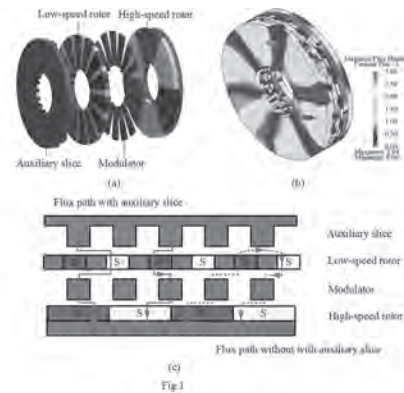 Low-speed rotor
High-speed rotor
Auxiliary slice
Modulator
(a)
(b)
Flux path with auxiliary slice
Auxiliary slice
Low-speed rotor
Modulator
High-speed rotor
S
S
S
S
S
Flux path without with auxiliary slice
(c)
Fig 1